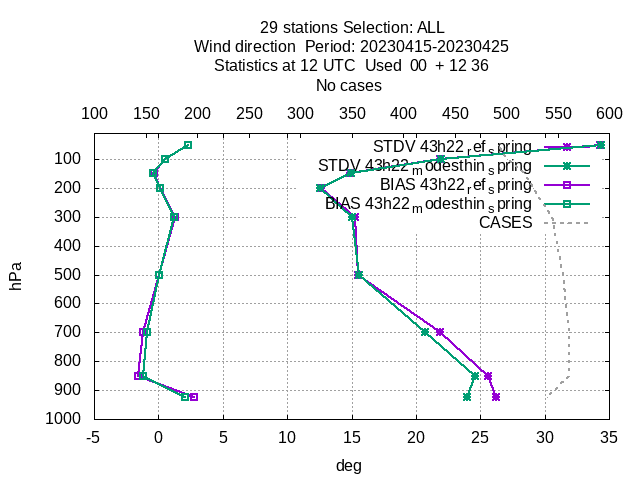 29 stations Selection: ALL
Wind direction  Period: 20230415-20230425
Statistics at 12 UTC  Used  00  + 12 36
No cases
100 150 200 250 300 350 400 450 500 550 600
STDV 43h22_ref_spring
STDV 43h22_modesthin_spring
BIAS 43h22_ref_spring
BIAS 43h22_modesthin_spring
CASES
100
200
300
400
500
600
700
800
900
1000
hPa
-5 0 5 10 15 20 25 30 35
deg